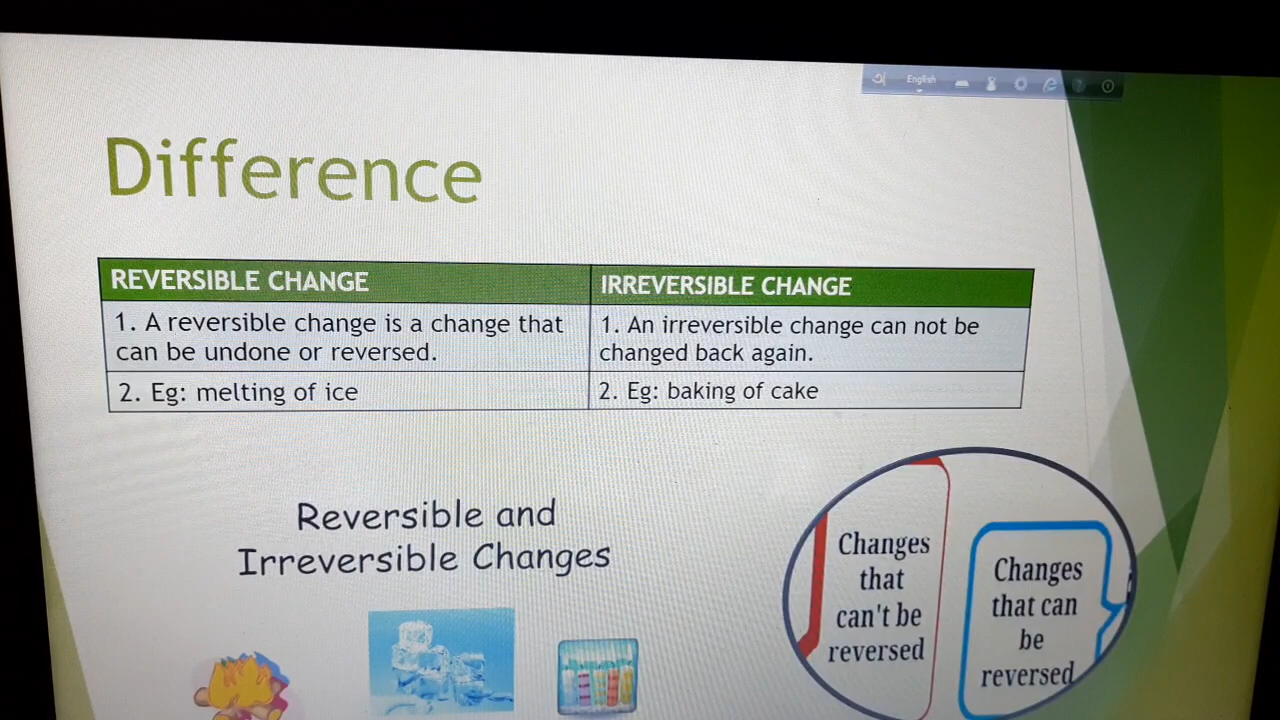 English
Difference
REVERSIBLE CHANGE
IRREVERSIBLE CHANGE
1. A reversible change is a change that
can be undone or reversed.
1. An irreversible change can not be
changed back again.
2. Eg: melting of ice
2. Eg: baking of cake
Reversible and
Irreversible Changes
Changes
that
can't be
reversed
Changes
that can
be
reversed